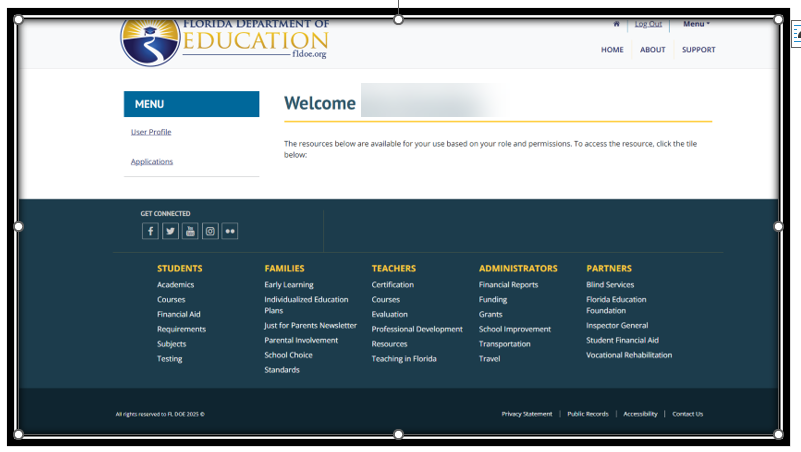 FLORIDA DEPARTMENT OF
EDUCATION
fldoe.org
Log Out
Menu
HOME ABOUT SUPPORT
MENU
User Profile
Applications
Welcome
The resources below are available for your use based on your role and permissions. To access the resource, click the tile
below:
GET CONNECTED
STUDENTS
Academics
Courses
Financial Aid
Requirements
Subjects
Testing
FAMILIES
Early Learning
Individualized Education
Plans
Just for Parents Newsletter
Parental Involvement
School Choice
Standards
TEACHERS
Certification
Courses
Evaluation
Professional Development
Resources
Teaching in Florida
ADMINISTRATORS
Financial Reports
Funding
Grants
School Improvement
Transportation
Travel
PARTNERS
Blind Services
Florida Education
Foundation
Inspector General
Student Financial Aid
Vocational Rehabilitation
All rights reserved to FL DOE 2025 ©
Privacy Statement | Public Records | Accessibility | Contact Us